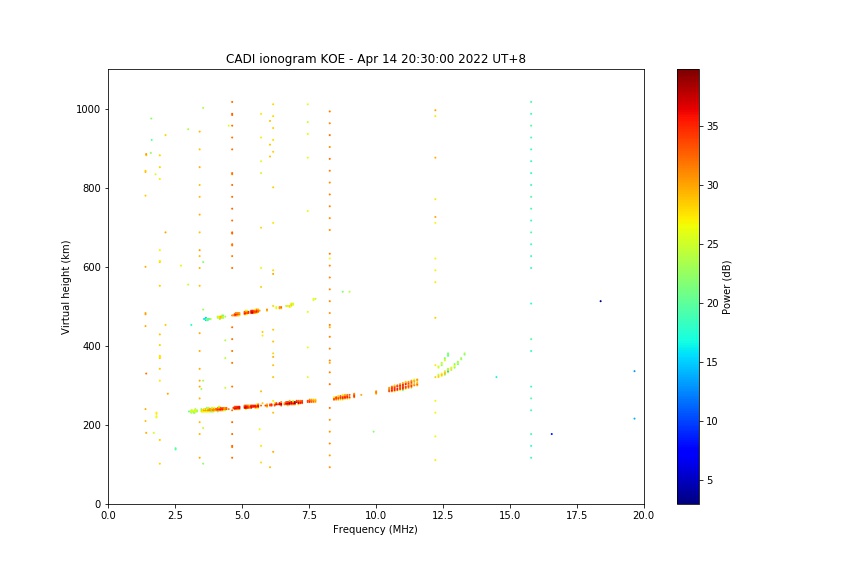 CADI ionogram KOE - Apr 14 20:30:00 2022 UT+8
1000
800
600
400
200
0
Virtual height (km)
0.0 2.5 5.0 7.5 10.0 12.5 15.0 17.5 20.0
Frequency (MHz)
35
30
25
20
15
10
5
Power (dB)